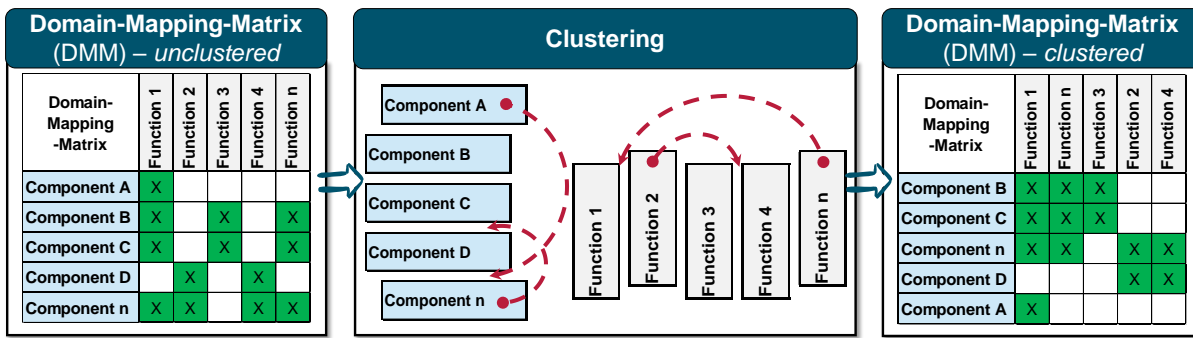 Domain-Mapping-Matrix
(DMM) – unclustered
Domain-
Mapping
-Matrix
Function 1
Function 2
Function 3
Function 4
Function n
Component A X
Component B X X X
Component C X X X
Component D X X
Component n X X X X
Clustering
Component A
Component B
Component C
Component D
Component n
Function 1
Function 2
Function 3
Function 4
Function n
Domain-Mapping-Matrix
(DMM) – clustered
Domain-
Mapping
-Matrix
Function 1
Function n
Function 3
Function 2
Function 4
Component B X X X
Component C X X X
Component n X X X X
Component D X X
Component A X